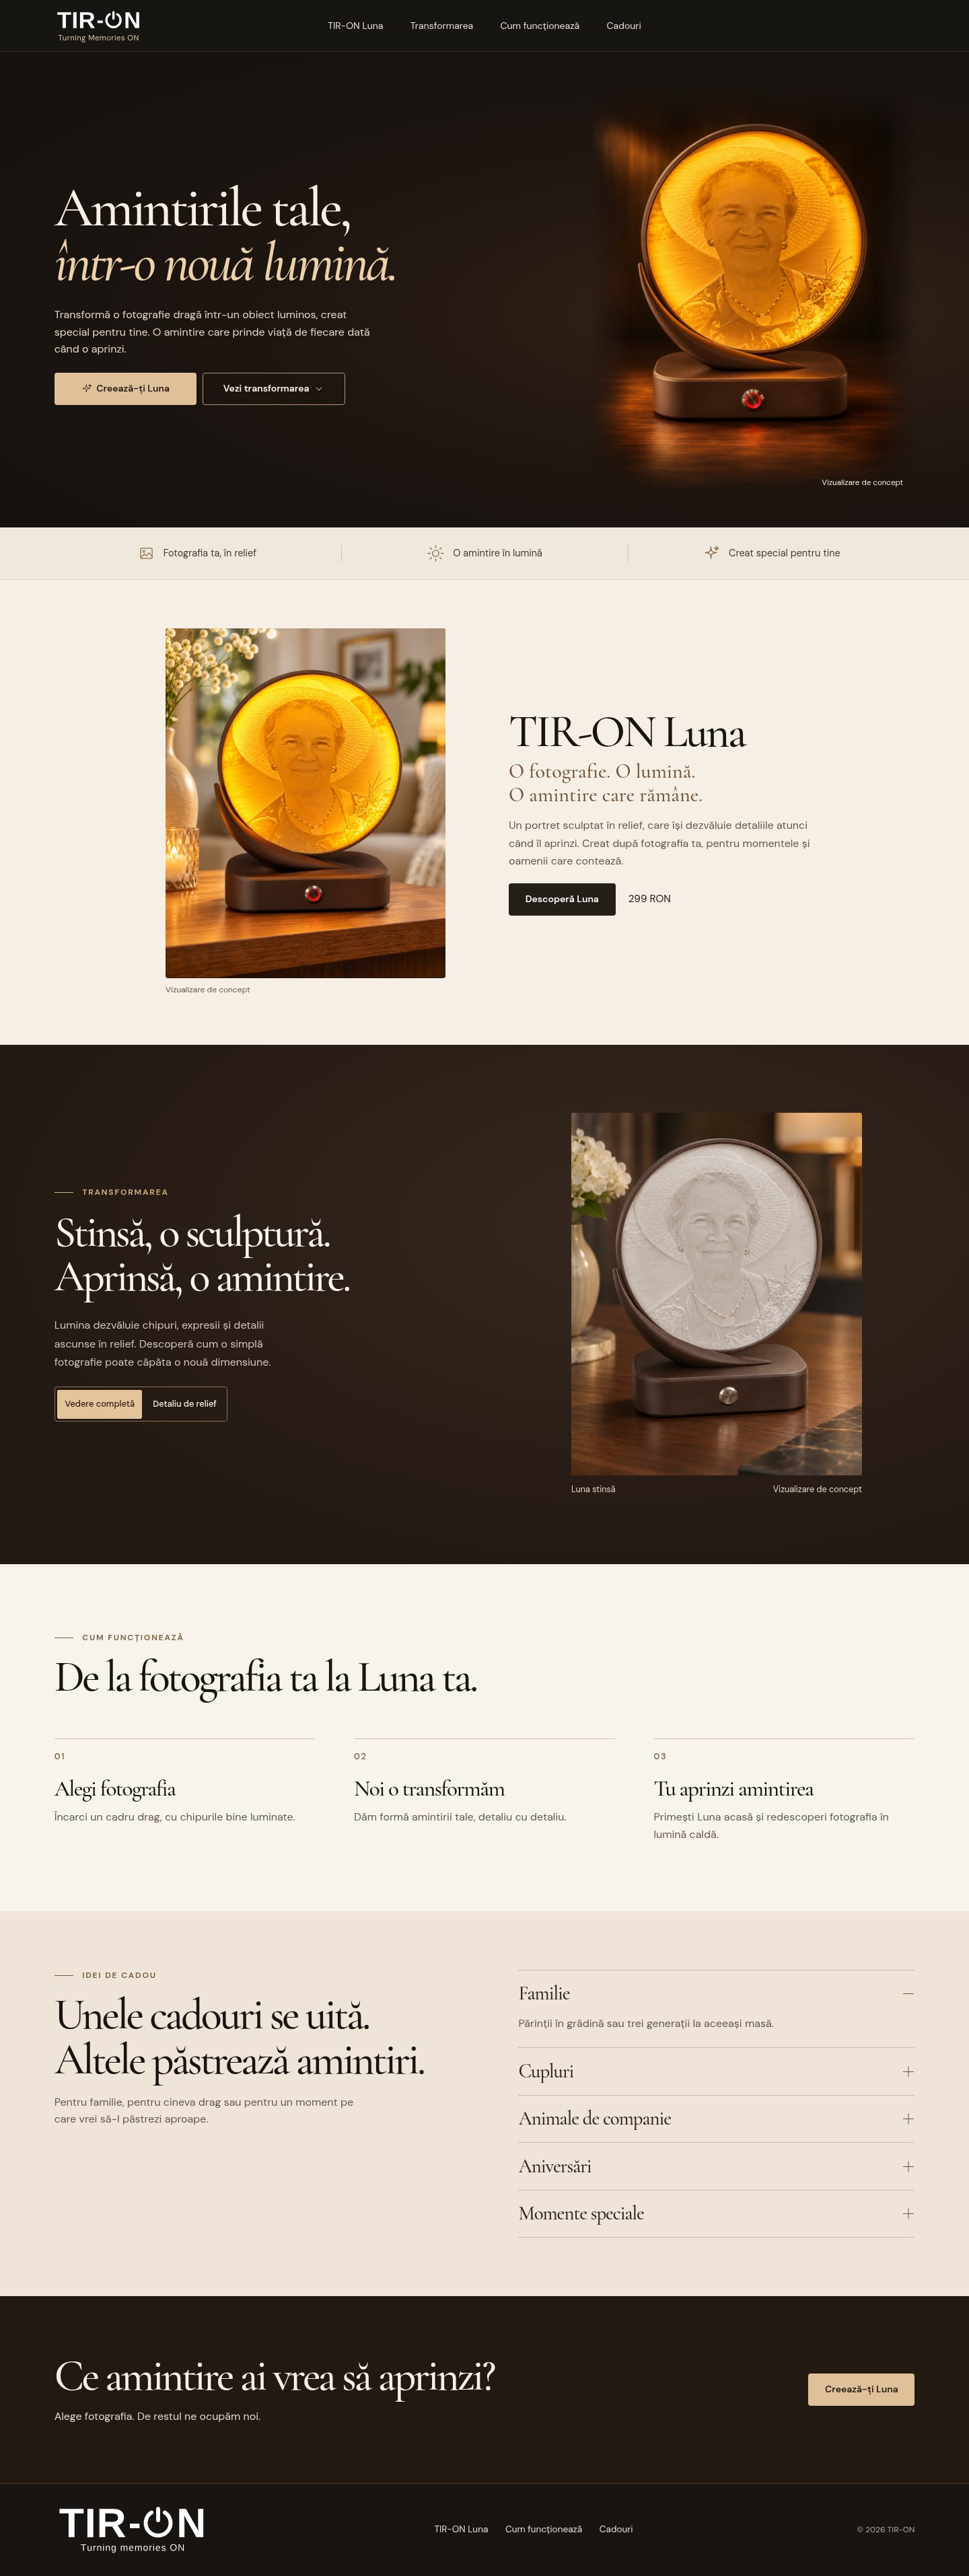 TIR-ON
Turning Memories ON
TIR-ON Luna
Transformarea
Cum funcționează
Cadouri
Amintirile tale,
într-o nouă lumină.
Transformă o fotografie dragă într-un obiect luminos, creat
special pentru tine. O amintire care prinde viață de fiecare dată
când o aprinzi.
Creează-ți Luna
Vezi transformarea
Vizualizare de concept
Fotografia ta, în relief
O amintire în lumină
Creat special pentru tine
Vizualizare de concept
TIR-ON Luna
O fotografie. O lumină.
O amintire care rămâne.
Un portret sculptat în relief, care își dezvăluie detaliile atunci
când îl aprinzi. Creat după fotografia ta, pentru momentele și
oamenii care contează.
Descoperă Luna
299 RON
TRANSFORMAREA
Stinsă, o sculptură.
Aprinsă, o amintire.
Lumina dezvăluie chipuri, expresii și detalii
ascunse în relief. Descoperă cum o simplă
fotografie poate căpăta o nouă dimensiune.
Vedere completă
Detaliu de relief
Luna stinsă
Vizualizare de concept
CUM FUNCȚIONEAZĂ
De la fotografia ta la Luna ta.
01
Alegi fotografia
Încarci un cadru drag, cu chipurile bine luminate.
02
Noi o transformăm
Dăm formă amintirii tale, detaliu cu detaliu.
03
Tu aprinzi amintirea
Primești Luna acasă și redescoperi fotografia în
lumină caldă.
IDEI DE CADOU
Unele cadouri se uită.
Altele păstrează amintiri.
Pentru familie, pentru cineva drag sau pentru un moment pe
care vrei să-l păstrezi aproape.
Familie
Părinții în grădină sau trei generații la aceeași masă.
Cupluri
Animale de companie
Aniversări
Momente speciale
Ce amintire ai vrea să aprinzi?
Alege fotografia. De restul ne ocupăm noi.
Creează-ți Luna
TIR-ON
Turning memories ON
TIR-ON Luna
Cum funcționează
Cadouri
© 2026 TIR-ON